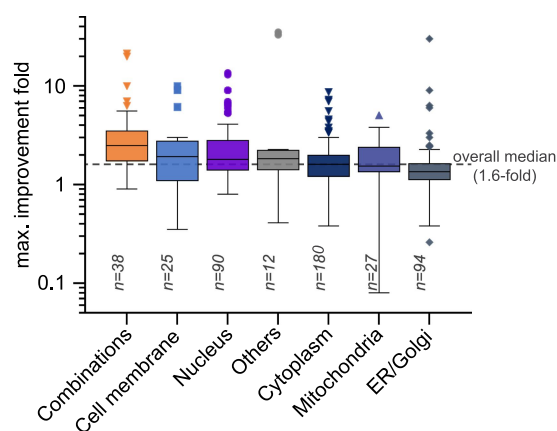 max. improvement fold
10
1
0.1
overall median
(1.6-fold)
n=38
n=25
n=90
n=12
n=180
n=27
n=94
Combinations
Cell membrane
Nucleus
Others
Cytoplasm
Mitochondria
ER/Golgi